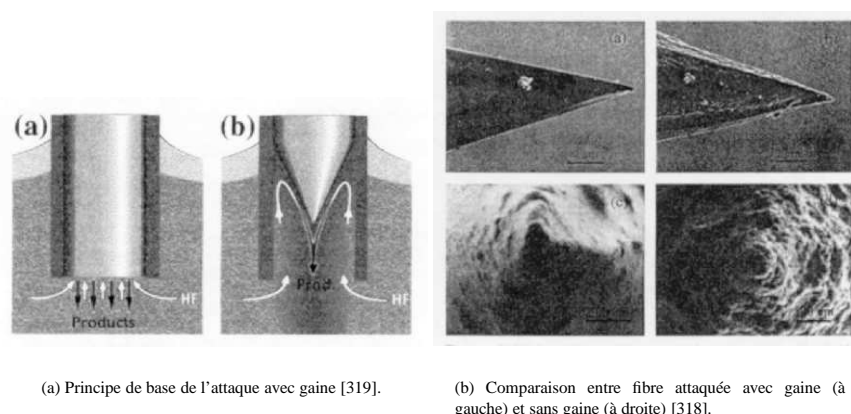 (a)
(b)
HF
Products
Prod.
HF
(a)
(c)
(a) Principe de base de l'attaque avec gaine [319].
(b) Comparaison entre fibre attaquée avec gaine (à
gauche) et sans gaine (à droite) [318].